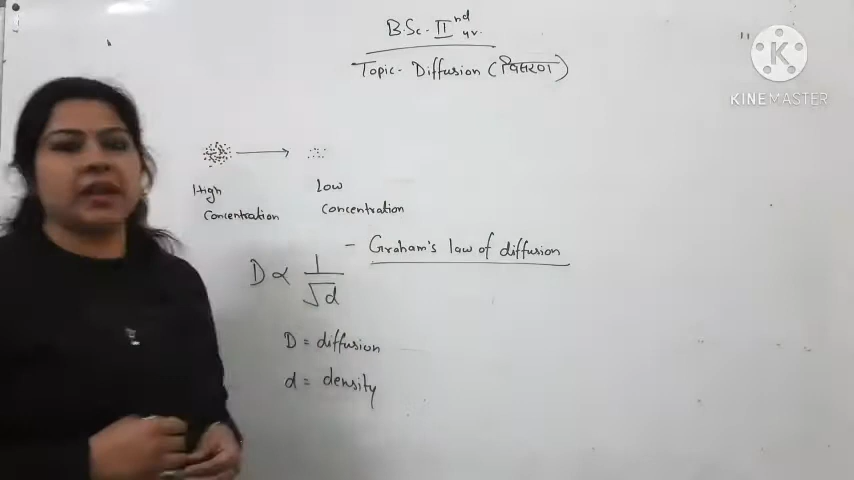 B.Sc. II nd yr.
Topic - Diffusion (विसरण)
K
KINEMASTER
High Concentration
Low Concentration
- Graham's law of diffusion
D ∝ 1/√d
D = diffusion
d = density